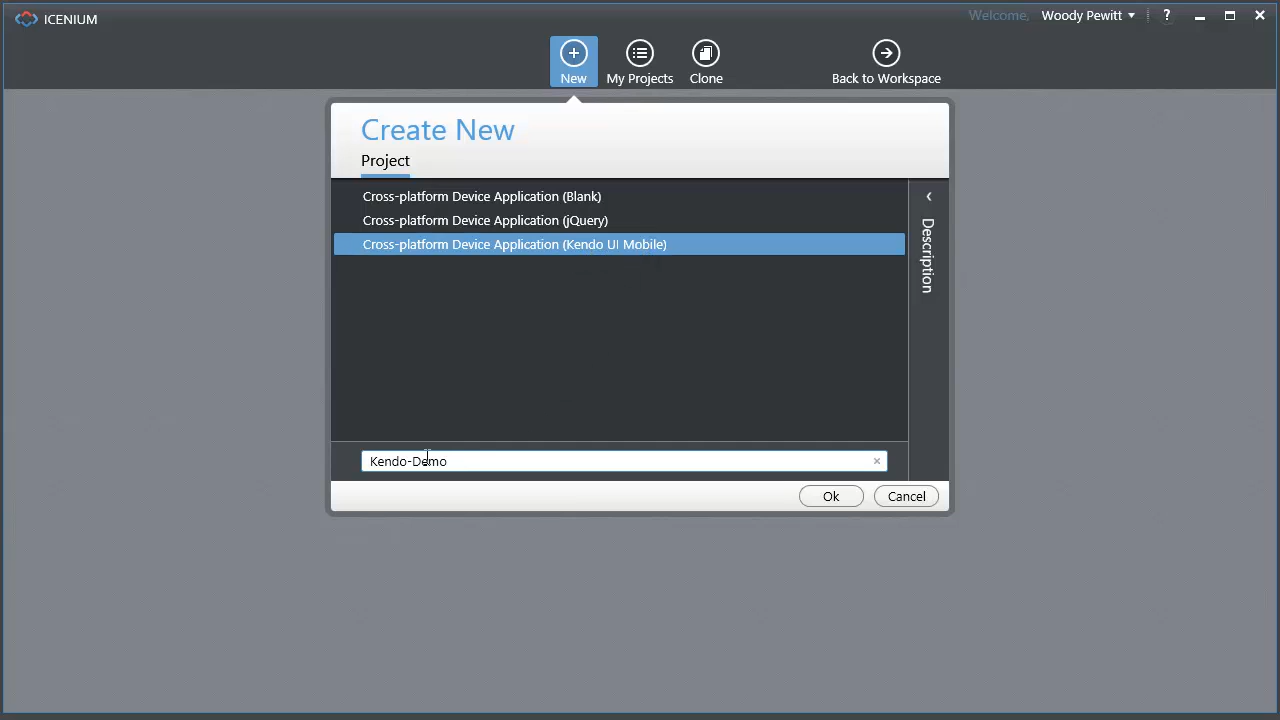 ICENIUM
Welcome, Woody Pewitt ?
New My Projects Clone Back to Workspace
Create New
Project
Cross-platform Device Application (Blank)
Cross-platform Device Application (jQuery)
Cross-platform Device Application (Kendo UI Mobile)
Description
Kendo-Demo
Ok Cancel